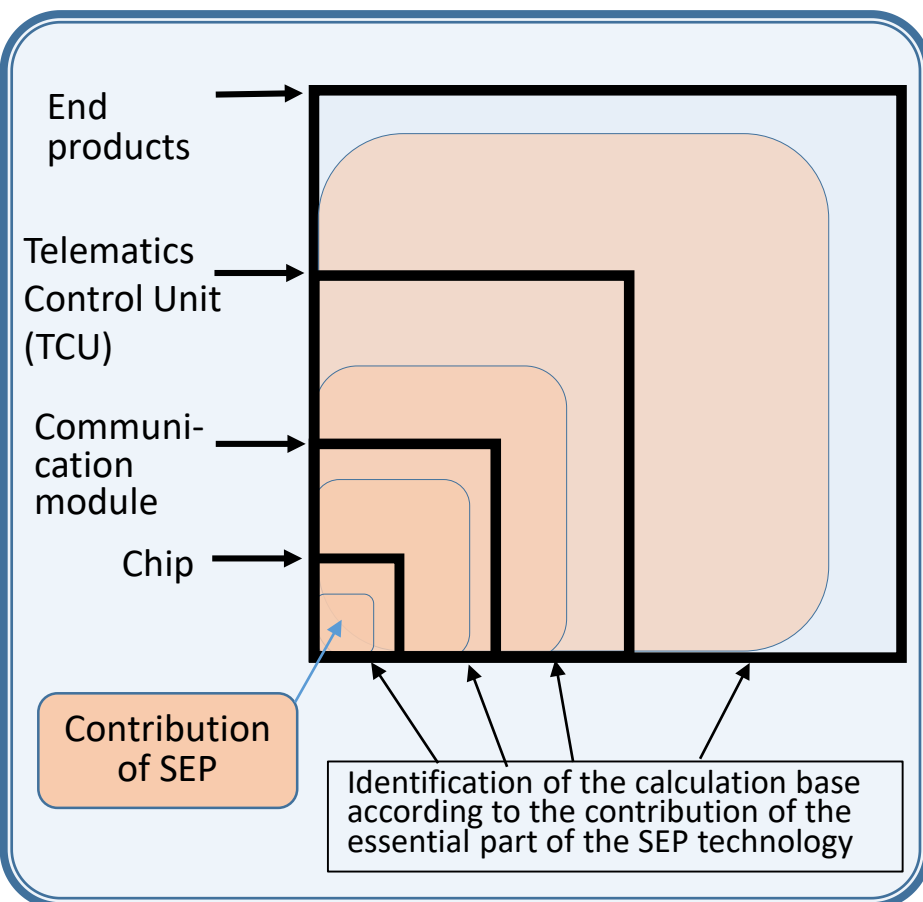 End
products
Telematics
Control Unit
(TCU)
Communi-
cation
module
Chip
Contribution
of SEP
Identification of the calculation base
according to the contribution of the
essential part of the SEP technology